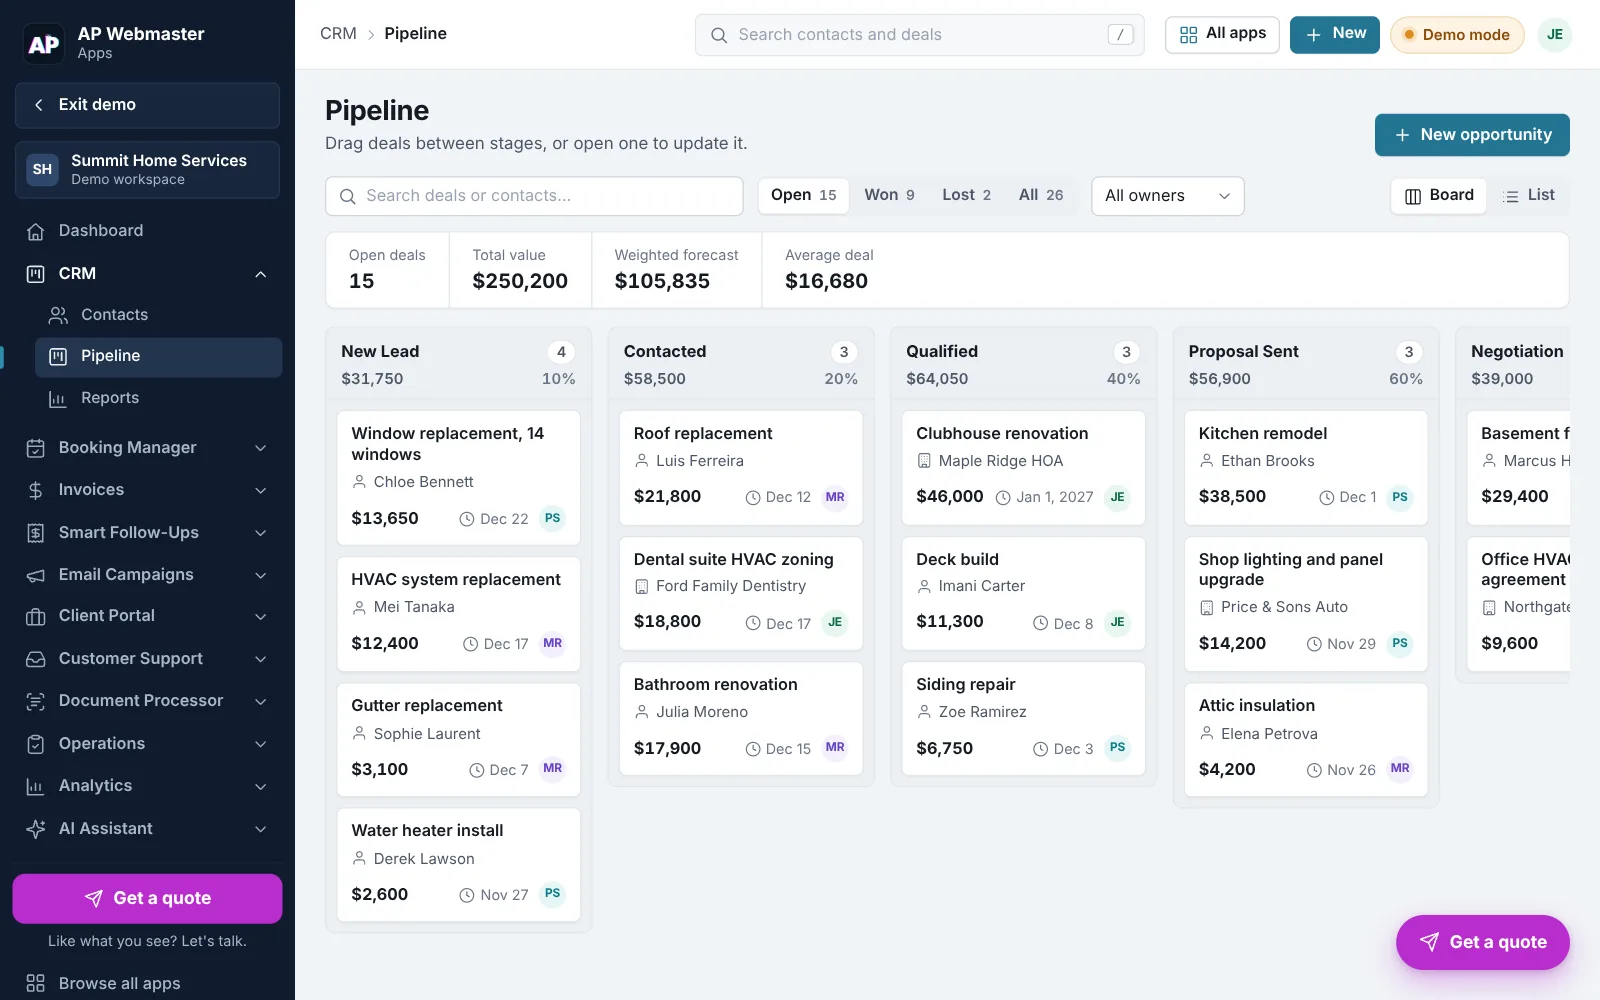 AP
AP Webmaster
Apps
Exit demo
SH
Summit Home Services
Demo workspace
Dashboard
CRM
Contacts
Pipeline
Reports
Booking Manager
Invoices
Smart Follow-Ups
Email Campaigns
Client Portal
Customer Support
Document Processor
Operations
Analytics
AI Assistant
Get a quote
Like what you see? Let's talk.
Browse all apps
CRM > Pipeline
Search contacts and deals /
All apps
New
Demo mode
JE
Pipeline
Drag deals between stages, or open one to update it.
New opportunity
Search deals or contacts...
Open 15 Won 9 Lost 2 All 26
All owners
Board List
Open deals
15
Total value
$250,200
Weighted forecast
$105,835
Average deal
$16,680
New Lead 4
$31,750 10%
Window replacement, 14
windows
Chloe Bennett
$13,650 Dec 22 PS
HVAC system replacement
Mei Tanaka
$12,400 Dec 17 MR
Gutter replacement
Sophie Laurent
$3,100 Dec 7 MR
Water heater install
Derek Lawson
$2,600 Nov 27 PS
Contacted 3
$58,500 20%
Roof replacement
Luis Ferreira
$21,800 Dec 12 MR
Dental suite HVAC zoning
Ford Family Dentistry
$18,800 Dec 17 JE
Bathroom renovation
Julia Moreno
$17,900 Dec 15 MR
Qualified 3
$64,050 40%
Clubhouse renovation
Maple Ridge HOA
$46,000 Jan 1, 2027 JE
Deck build
Imani Carter
$11,300 Dec 8 JE
Siding repair
Zoe Ramirez
$6,750 Dec 3 PS
Proposal Sent 3
$56,900 60%
Kitchen remodel
Ethan Brooks
$38,500 Dec 1 PS
Shop lighting and panel
upgrade
Price & Sons Auto
$14,200 Nov 29 PS
Attic insulation
Elena Petrova
$4,200 Nov 26 MR
Negotiation
$39,000
Basement f
Marcus H
$29,400
Office HVA
agreement
Northgate
$9,600
Get a quote